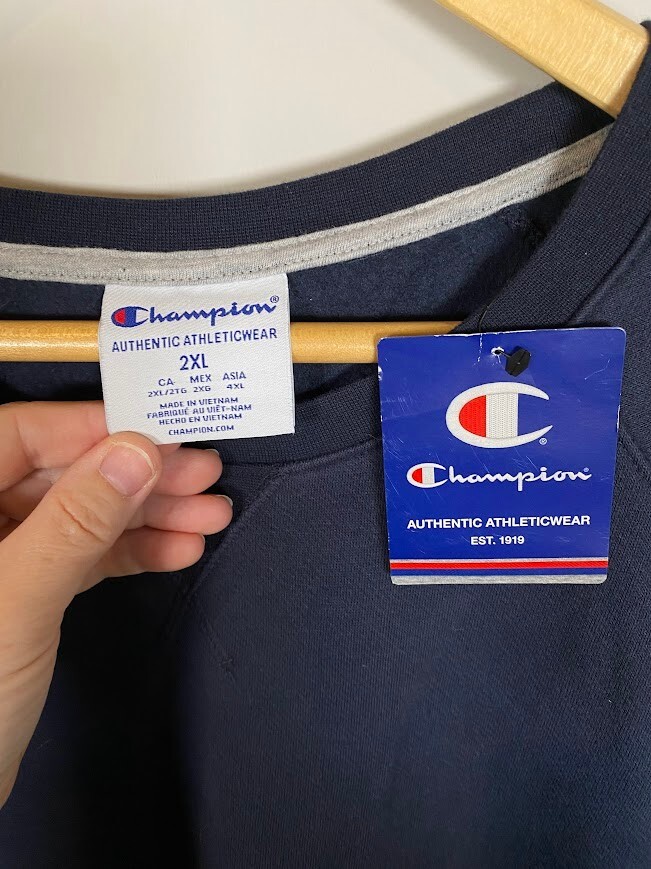 Champion®
AUTHENTIC ATHLETICWEAR
2XL
CA MEX ASIA
2XL/2TG 2XG 4XL
MADE IN VIETNAM
FABRIQUÉ AU VIÊT-NAM
HECHO EN VIETNAM
CHAMPION.COM
C®
Champion®
AUTHENTIC ATHLETICWEAR
EST. 1919